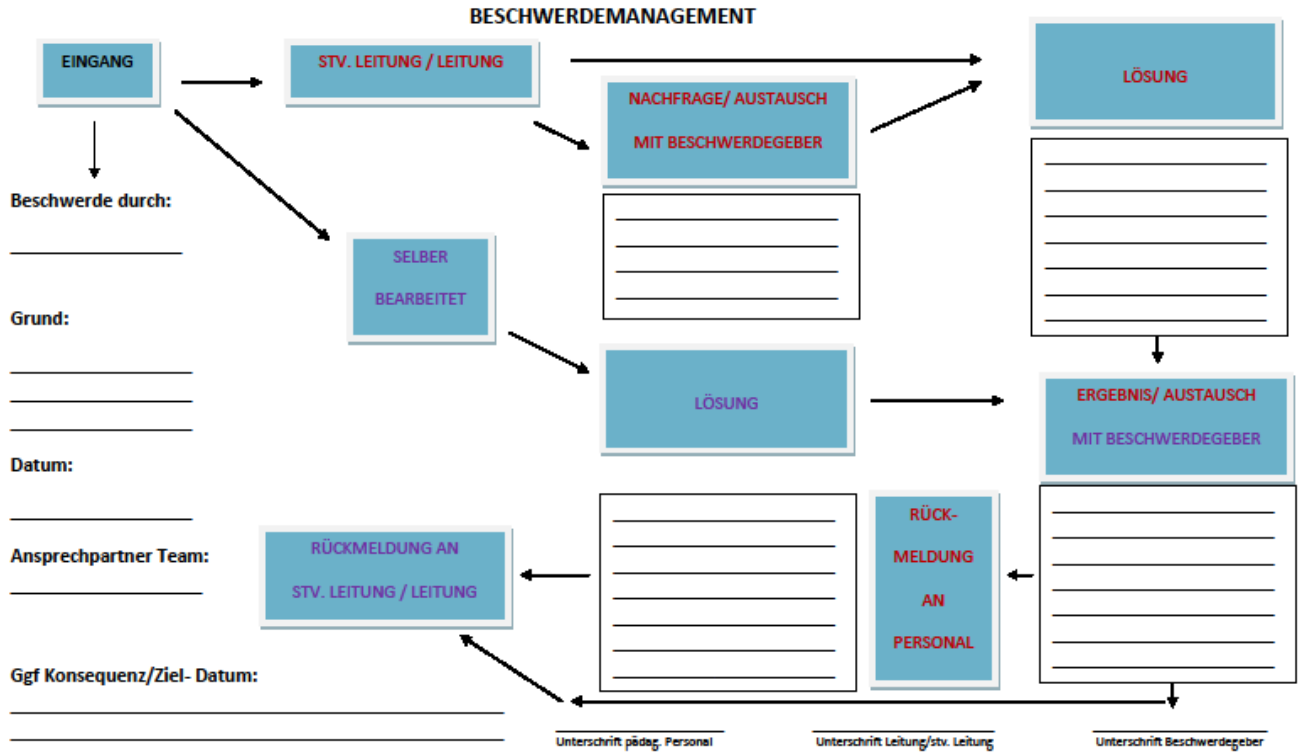 BESCHWERDEMANAGEMENT
EINGANG
STV. LEITUNG / LEITUNG
NACHFRAGE/ AUSTAUSCH
MIT BESCHWERDEGEBER
LÖSUNG
Beschwerde durch:
SELBER
BEARBEITET
Grund:
LÖSUNG
ERGEBNIS/ AUSTAUSCH
MIT BESCHWERDEGEBER
Datum:
RÜCK-
MELDUNG
AN
PERSONAL
RÜCKMELDUNG AN
STV. LEITUNG / LEITUNG
Ansprechpartner Team:
Ggf Konsequenz/Ziel- Datum:
Unterschrift pädag. Personal
Unterschrift Leitung/stv. Leitung
Unterschrift Beschwerdegeber